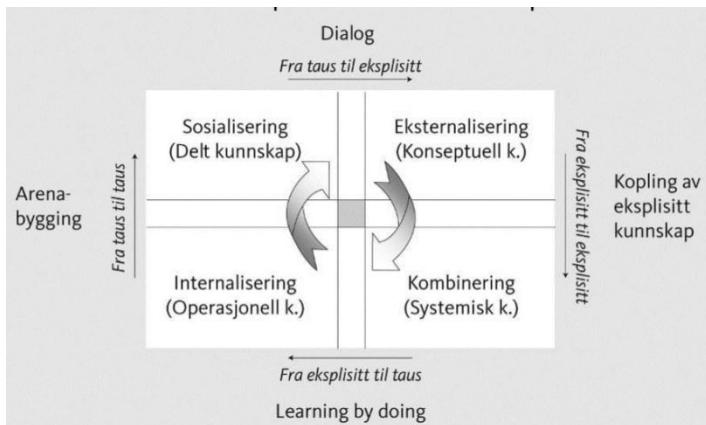 Dialog
Fra taus til eksplisitt
Sosialisering
(Delt kunnskap)
Eksternalisering
(Konseptuell k.)
Arena-
bygging
Fra taus til taus
Fra eksplisitt til eksplisitt
Kopling av
eksplisitt
kunnskap
Internalisering
(Operasjonell k.)
Kombinering
(Systemisk k.)
Fra eksplisitt til taus
Learning by doing